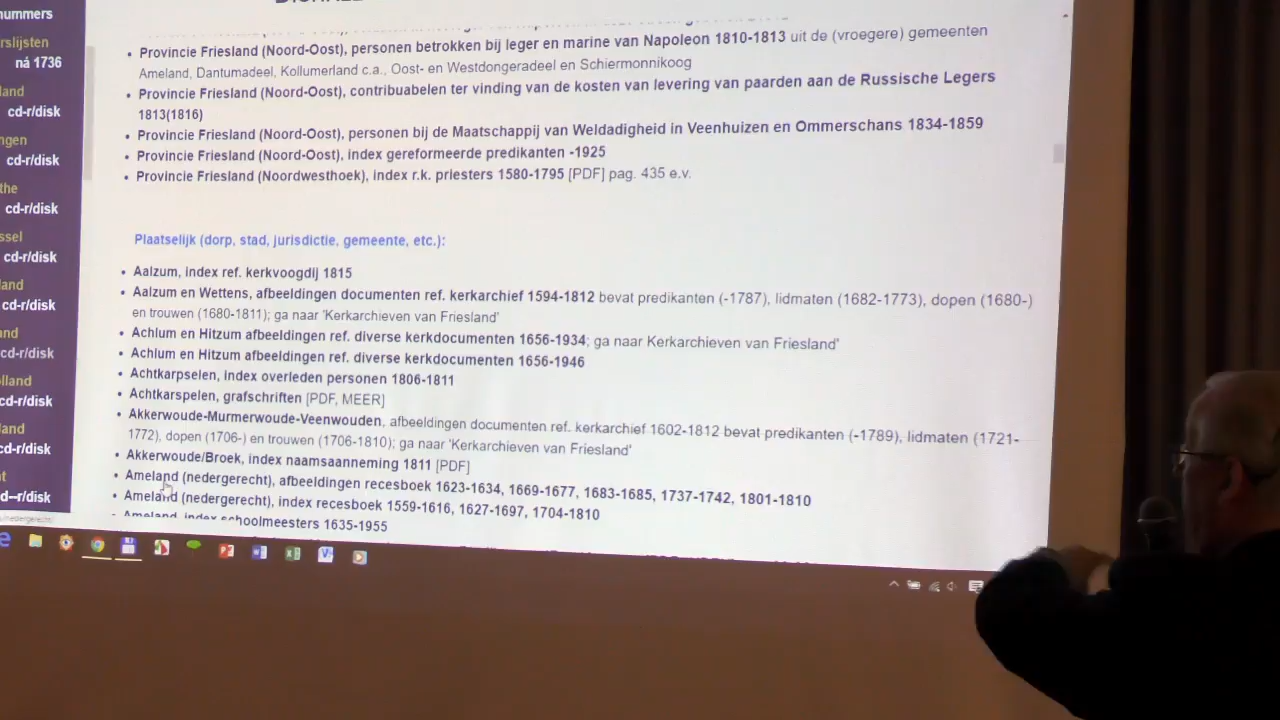 nummers
rslijsten
ná 1736
land
cd-r/disk
ngen
cd-r/disk
the
cd-r/disk
ssel
cd-r/disk
land
cd-r/disk
and
cd-r/disk
lland
cd-r/disk
and
cd-r/disk
t
d--r/disk
• Provincie Friesland (Noord-Oost), personen betrokken bij leger en marine van Napoleon 1810-1813 uit de (vroegere) gemeenten
Ameland, Dantumadeel, Kollumerland c.a., Oost- en Westdongeradeel en Schiermonnikoog
• Provincie Friesland (Noord-Oost), contribuabelen ter vinding van de kosten van levering van paarden aan de Russische Legers
1813(1816)
• Provincie Friesland (Noord-Oost), personen bij de Maatschappij van Weldadigheid in Veenhuizen en Ommerschans 1834-1859
• Provincie Friesland (Noord-Oost), index gereformeerde predikanten -1925
• Provincie Friesland (Noordwesthoek), index r.k. priesters 1580-1795 [PDF] pag. 435 e.v.
Plaatselijk (dorp, stad, jurisdictie, gemeente, etc.):
• Aalzum, index ref. kerkvoogdij 1815
• Aalzum en Wettens, afbeeldingen documenten ref. kerkarchief 1594-1812 bevat predikanten (-1787), lidmaten (1682-1773), dopen (1680-)
en trouwen (1680-1811); ga naar 'Kerkarchieven van Friesland'
• Achlum en Hitzum afbeeldingen ref. diverse kerkdocumenten 1656-1934; ga naar Kerkarchieven van Friesland'
• Achlum en Hitzum afbeeldingen ref. diverse kerkdocumenten 1656-1946
• Achtkarpselen, index overleden personen 1806-1811
• Achtkarspelen, grafschriften [PDF, MEER]
• Akkerwoude-Murmerwoude-Veenwouden, afbeeldingen documenten ref. kerkarchief 1602-1812 bevat predikanten (-1789), lidmaten (1721-
1772), dopen (1706-) en trouwen (1706-1810); ga naar 'Kerkarchieven van Friesland'
• Akkerwoude/Broek, index naamsaanneming 1811 [PDF]
• Ameland (nedergerecht), afbeeldingen recesboek 1623-1634, 1669-1677, 1683-1685, 1737-1742, 1801-1810
• Ameland (nedergerecht), index recesboek 1559-1616, 1627-1697, 1704-1810
Ameland, index schoolmeesters 1635-1955